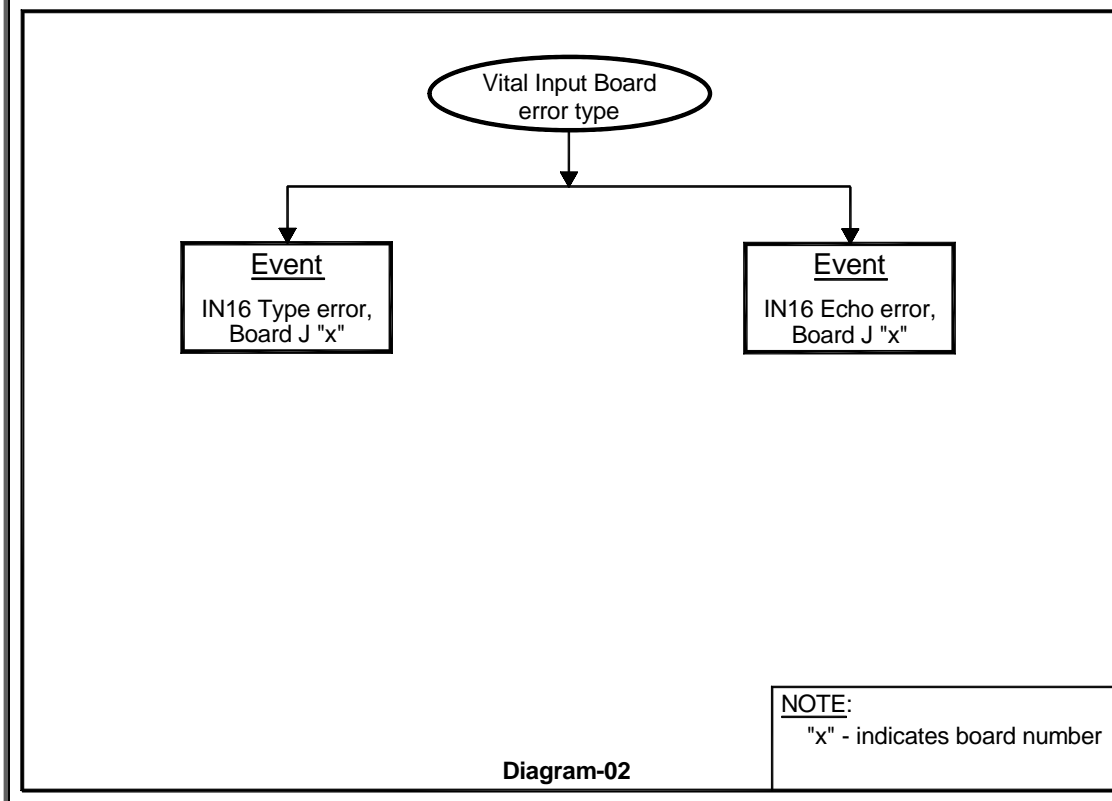 Vital Input Board
error type
Event
IN16 Type error,
Board J "x"
Event
IN16 Echo error,
Board J "x"
NOTE:
"x" - indicates board number
Diagram-02